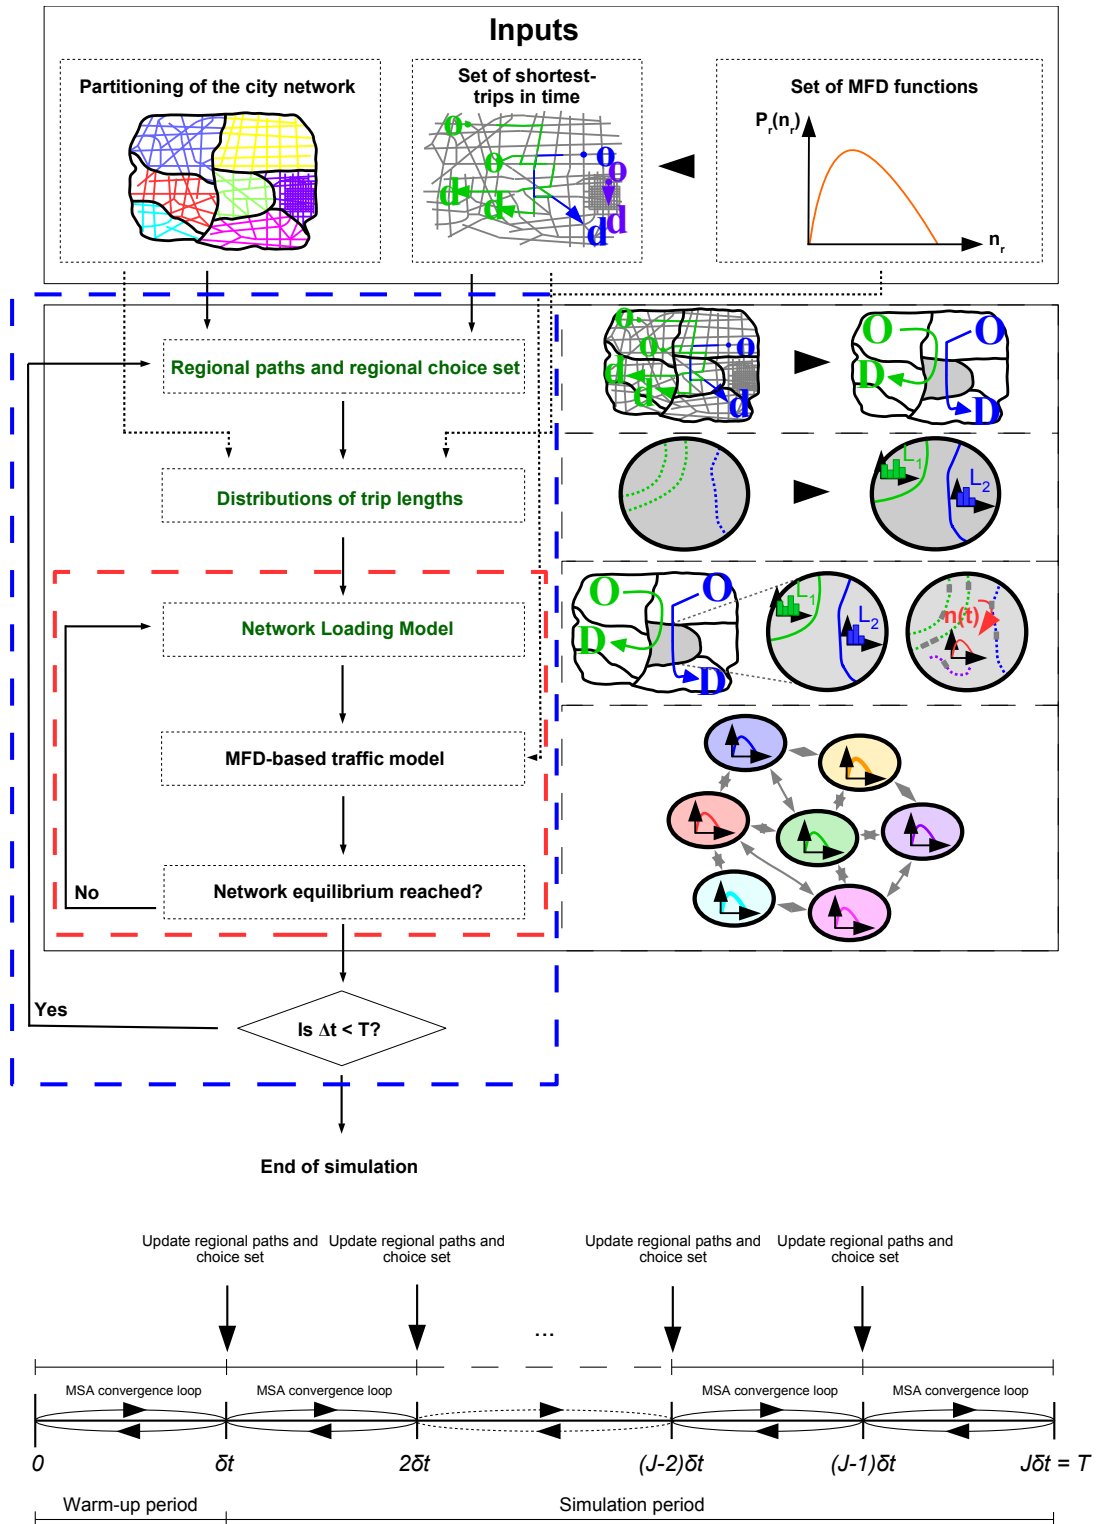 Inputs
Partitioning of the city network
Set of shortest-
trips in time
Set of MFD functions
o
o
o
o
d
d
d
d
P_r(n_r)
n_r
Regional paths and regional choice set
o
o
o
d
d
d
O
O
D
D
Distributions of trip lengths
L_1
L_2
Network Loading Model
O
O
D
D
L_1
L_2
n(t)
MFD-based traffic model
Network equilibrium reached?
No
Yes
Is Δt < T?
End of simulation
Update regional paths and
choice set
Update regional paths and
choice set
Update regional paths and
choice set
Update regional paths and
choice set
...
MSA convergence loop
MSA convergence loop
MSA convergence loop
MSA convergence loop
0
δt
2δt
(J-2)δt
(J-1)δt
Jδt = T
Warm-up period
Simulation period